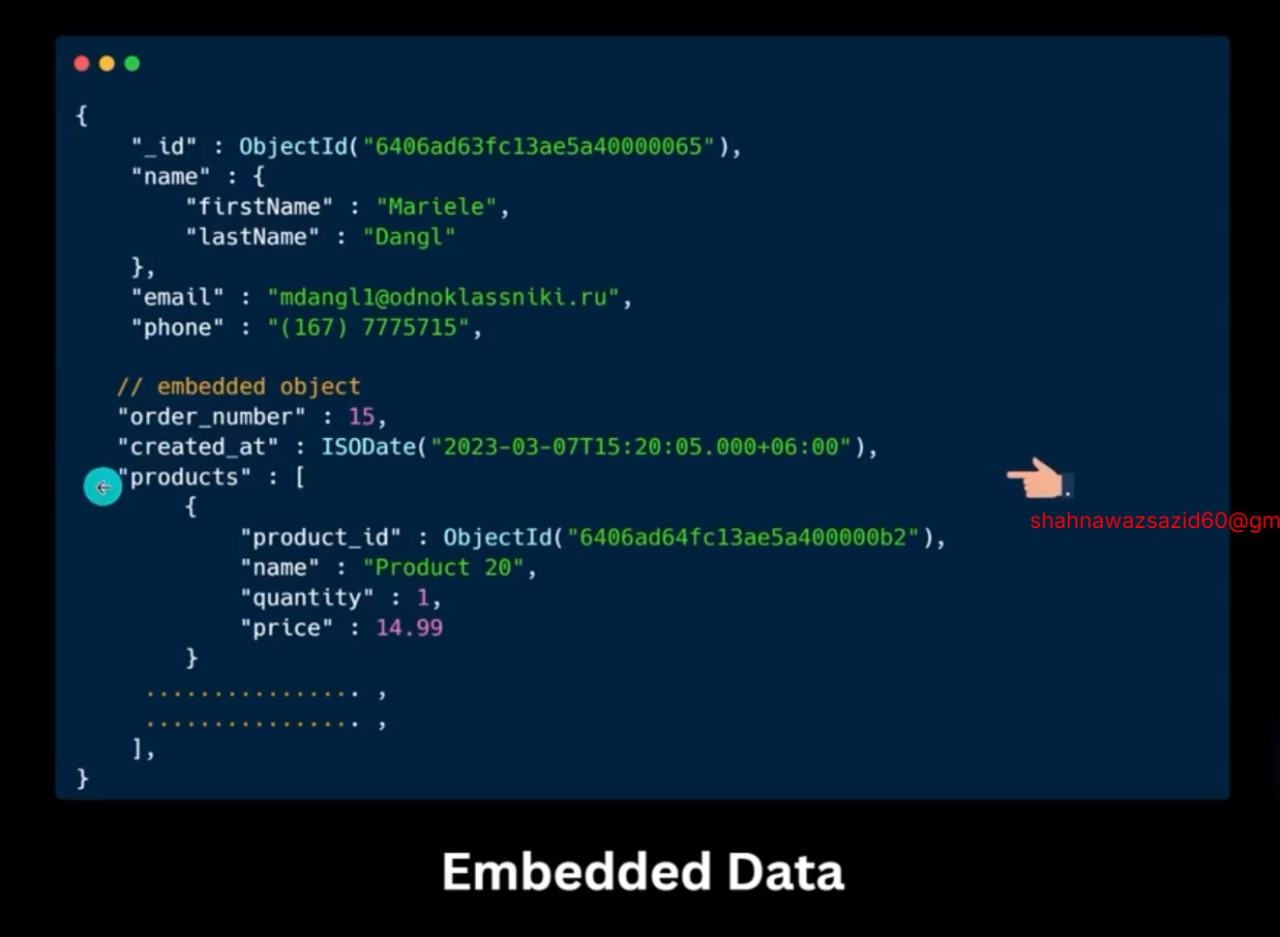 {
"_id" : ObjectId("6406ad63fc13ae5a40000065"),
"name" : {
"firstName" : "Mariele",
"lastName" : "Dangl"
},
"email" : "mdangl1@odnoklassniki.ru",
"phone" : "(167) 7775715",
// embedded object
"order_number" : 15,
"created_at" : ISODate("2023-03-07T15:20:05.000+06:00"),
"products" : [
{
"product_id" : ObjectId("6406ad64fc13ae5a400000b2"),
"name" : "Product 20",
"quantity" : 1,
"price" : 14.99
}
................ ,
................ ,
],
}
shahnawazsazid60@gm
Embedded Data